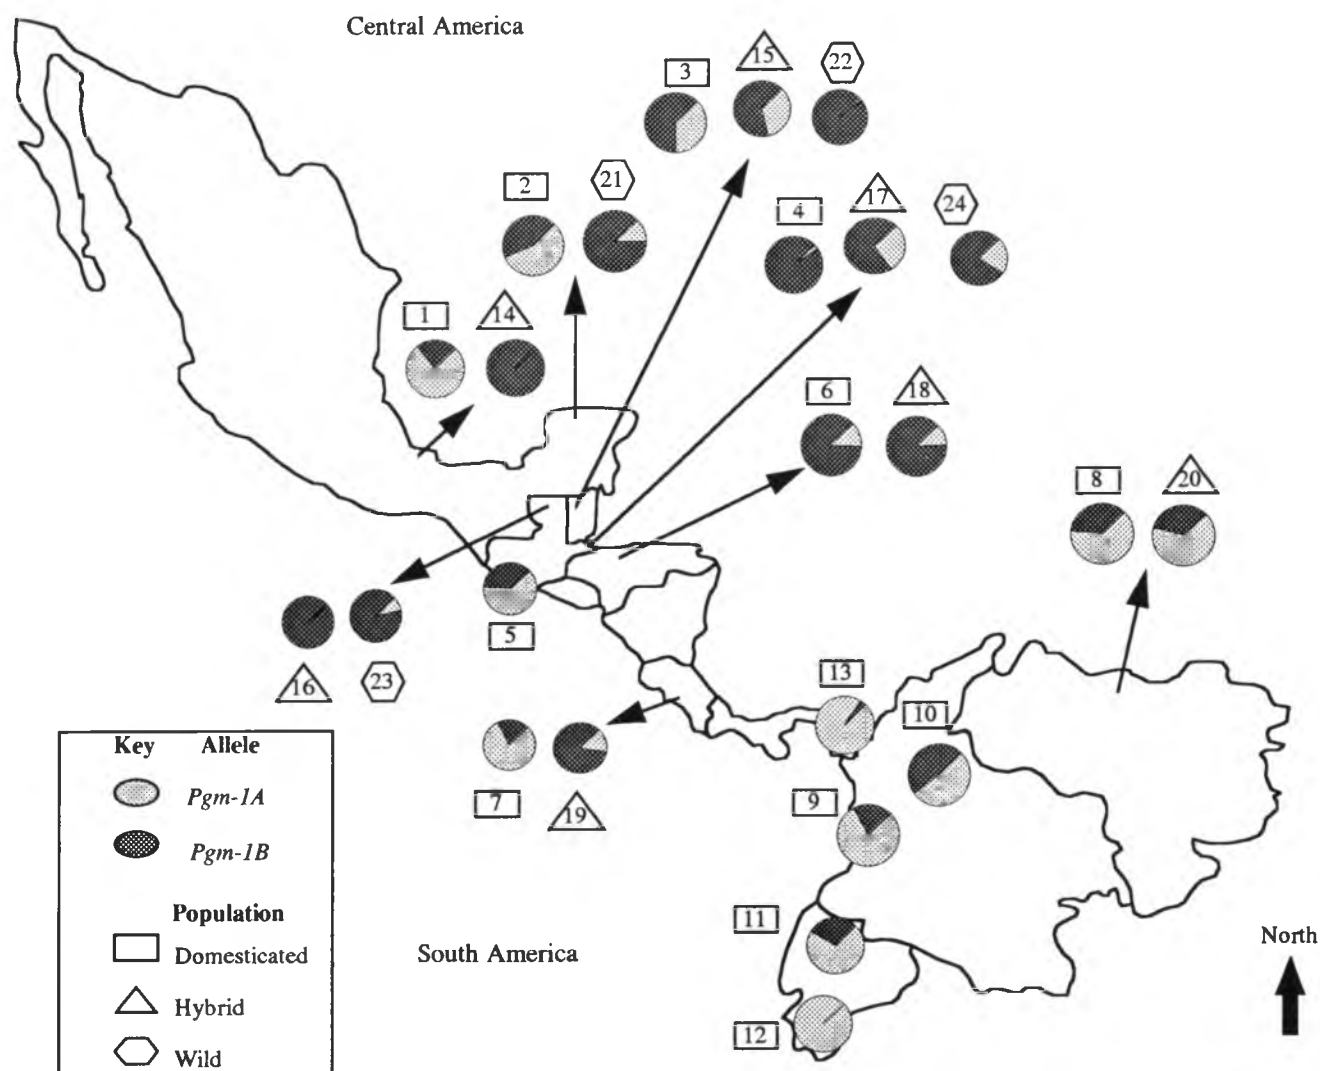 Central America
3 15 22
2 21
4 17 24
1 14
6 18
8 20
5
16 23
13
10
7 19
9
11
12
Key Allele
Pgm-1A
Pgm-1B
Population
Domesticated
Hybrid
Wild
South America
North